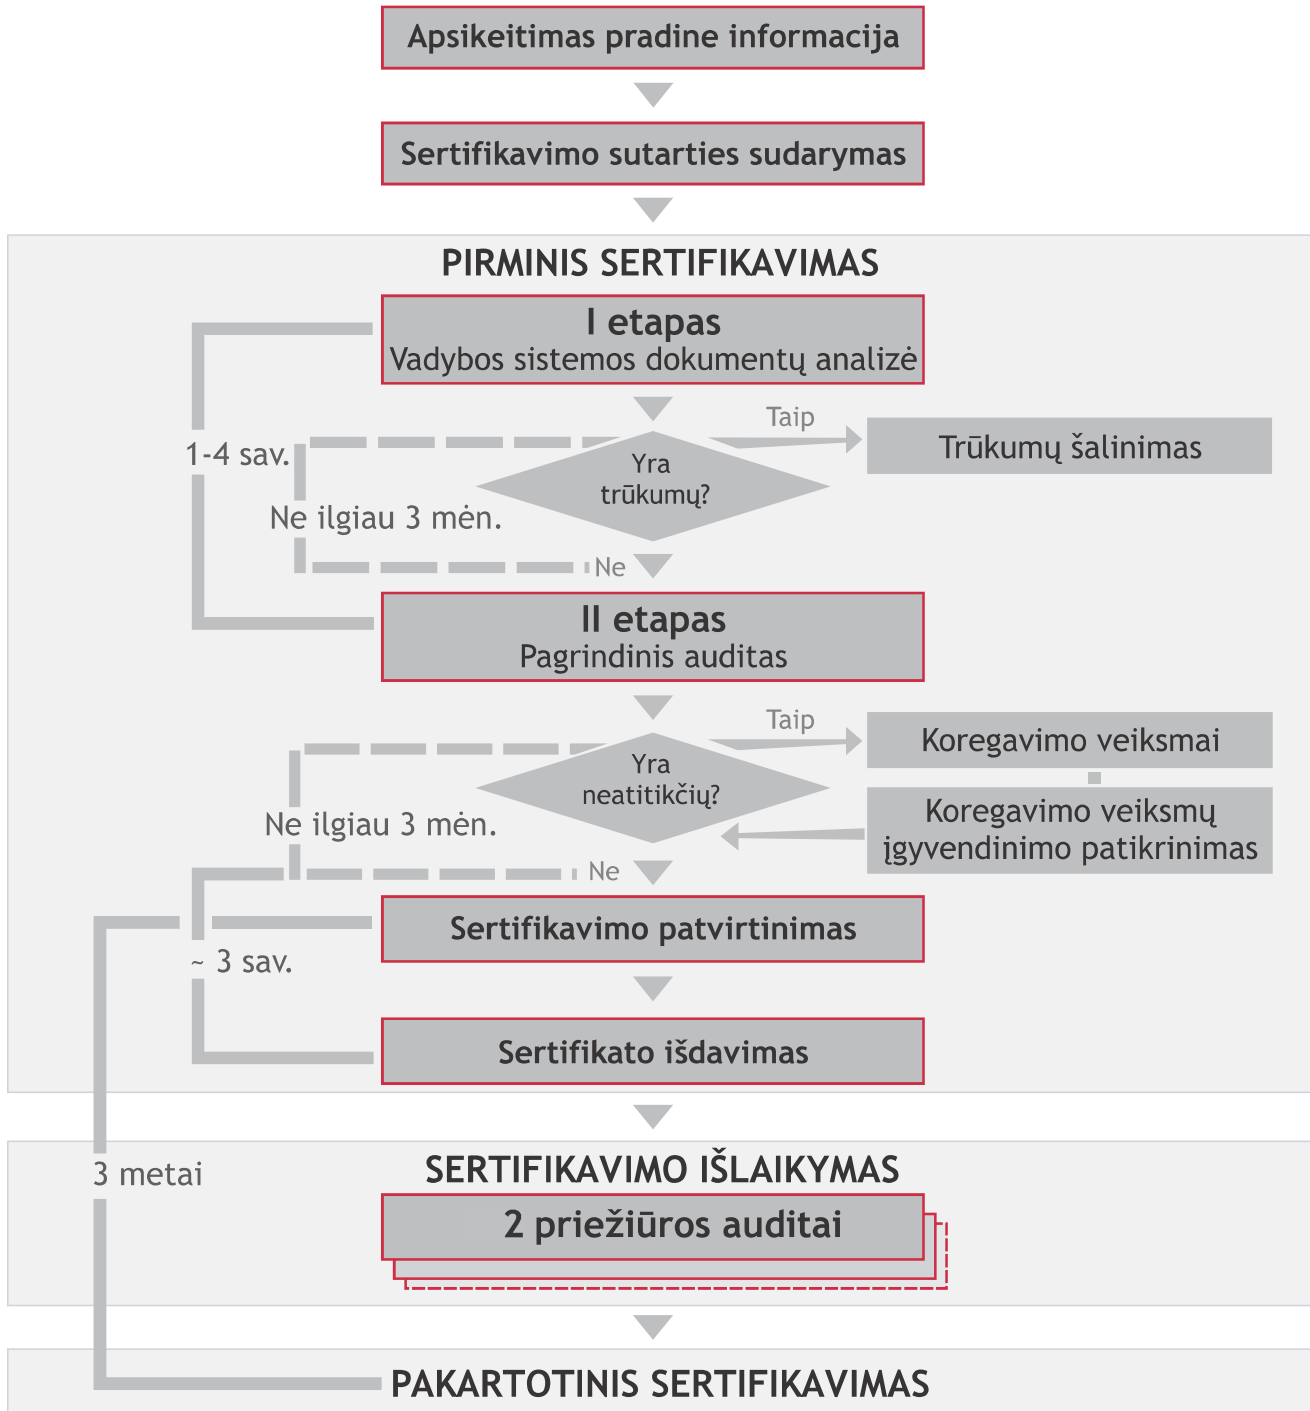 Apsikeitimas pradine informacija
Sertifikavimo sutarties sudarymas
PIRMINIS SERTIFIKAVIMAS
I etapas
Vadybos sistemos dokumentų analizė
Taip
Trūkumų šalinimas
1-4 sav.
Yra
trūkumų?
Ne ilgiau 3 mėn.
Ne
II etapas
Pagrindinis auditas
Taip
Koregavimo veiksmai
Yra
neatitikčių?
Koregavimo veiksmų
įgyvendinimo patikrinimas
Ne ilgiau 3 mėn.
Ne
Sertifikavimo patvirtinimas
~ 3 sav.
Sertifikato išdavimas
SERTIFIKAVIMO IŠLAIKYMAS
3 metai
2 priežiūros auditai
PAKARTOTINIS SERTIFIKAVIMAS